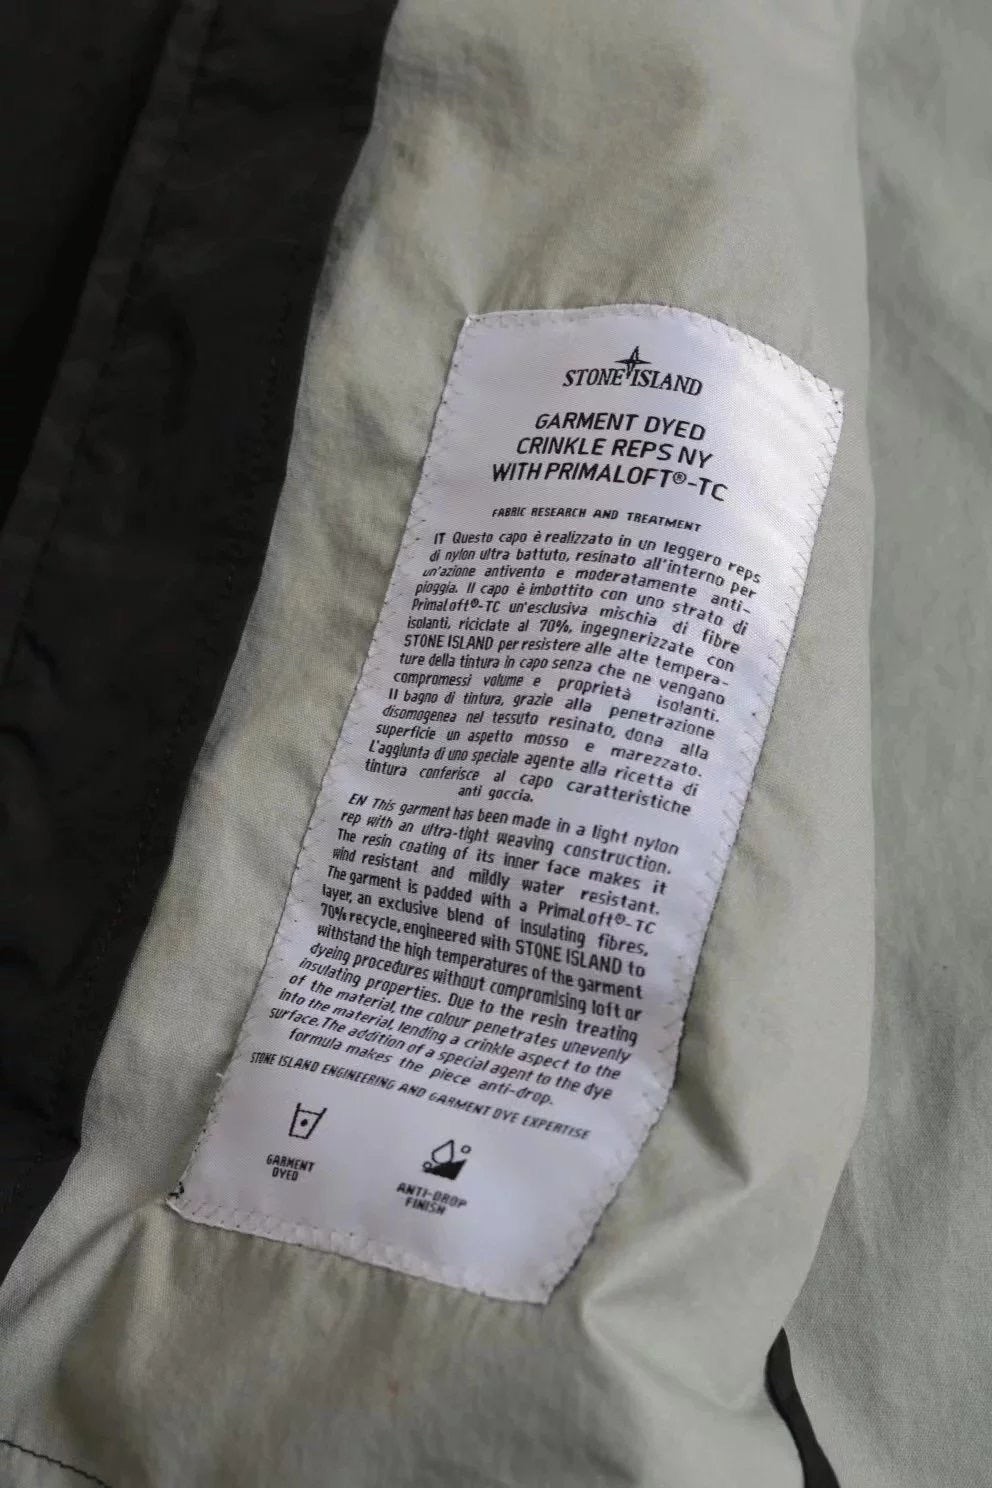 STONE ISLAND
GARMENT DYED
CRINKLE REPS NY
WITH PRIMALOFT®-TC
FABRIC RESEARCH AND TREATMENT
IT Questo capo è realizzato in un leggero reps
di nylon ultra battuto, resinato all'interno per
un'azione antivento e moderatamente anti-
pioggia. Il capo è imbottito con uno strato di
PrimaLoft®-TC un'esclusiva mischia di fibre
isolanti, riciclate al 70%, ingegnerizzate con
STONE ISLAND per resistere alle alte tempera-
ture della tintura in capo senza che ne vengano
compromessi volume e proprietà isolanti.
Il bagno di tintura, grazie alla penetrazione
disomogenea nel tessuto resinato, dona alla
superficie un aspetto mosso e marezzato.
L'aggiunta di uno speciale agente alla ricetta di
tintura conferisce al capo caratteristiche
anti goccia.
EN This garment has been made in a light nylon
rep with an ultra-tight weaving construction.
The resin coating of its inner face makes it
wind resistant and mildly water resistant.
The garment is padded with a PrimaLoft®-TC
layer, an exclusive blend of insulating fibres,
70% recycle, engineered with STONE ISLAND to
withstand the high temperatures of the garment
dyeing procedures without compromising loft or
insulating properties. Due to the resin treating
of the material, the colour penetrates unevenly
into the material, lending a crinkle aspect to the
surface. The addition of a special agent to the dye
formula makes the piece anti-drop.
STONE ISLAND ENGINEERING AND GARMENT DYE EXPERTISE
GARMENT
DYED
ANTI-DROP
FINISH